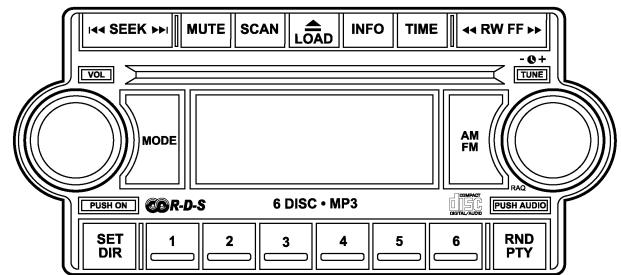 SEEK
MUTE
SCAN
LOAD
INFO
TIME
RW FF
VOL
- +
TUNE
MODE
AM
FM
RAQ
PUSH ON
R-D-S
6 DISC • MP3
COMPACT
disc
DIGITAL/AUDIO
PUSH AUDIO
SET
DIR
1
2
3
4
5
6
RND
PTY